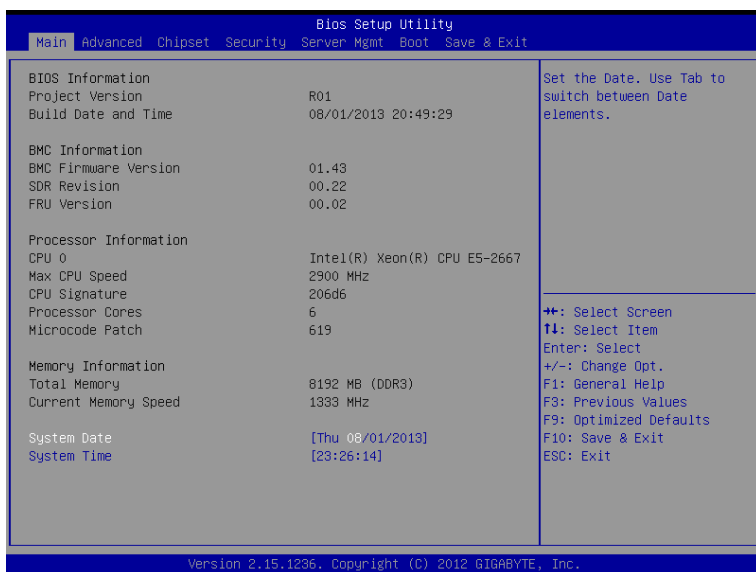 Bios Setup Utility
Main Advanced Chipset Security Server Mgmt Boot Save & Exit
BIOS Information
Project Version R01
Build Date and Time 08/01/2013 20:49:29
BMC Information
BMC Firmware Version 01.43
SDR Revision 00.22
FRU Version 00.02
Processor Information
CPU 0 Intel(R) Xeon(R) CPU E5-2667
Max CPU Speed 2900 MHz
CPU Signature 206d6
Processor Cores 6
Microcode Patch 619
Memory Information
Total Memory 8192 MB (DDR3)
Current Memory Speed 1333 MHz
System Date [Thu 08/01/2013]
System Time [23:26:14]
Set the Date. Use Tab to
switch between Date
elements.
→←: Select Screen
↑↓: Select Item
Enter: Select
+/-: Change Opt.
F1: General Help
F3: Previous Values
F9: Optimized Defaults
F10: Save & Exit
ESC: Exit
Version 2.15.1236. Copyright (C) 2012 GIGABYTE, Inc.